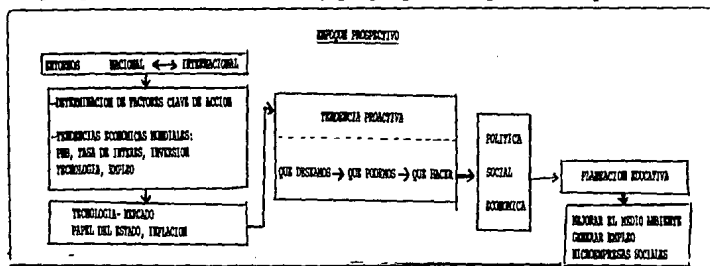 ENFOQUE PROSPECTIVO
ENTORNOS NACIONAL ↔ INTERNACIONAL
-DETERMINACION DE FACTORES CLAVE DE ACCION
-TENDENCIAS ECONOMICAS MUNDIALES:
PNB, TASA DE INTERES, INVERSION
TECNOLOGIA, EMPLEO
TECNOLOGIA- MERCADO
PAPEL DEL ESTADO, INFLACION
TENDENCIA PROACTIVA
QUE DESEAMOS → QUE PODEMOS → QUE HACER
POLITICA
SOCIAL
ECONOMICA
PLANEACION EDUCATIVA
MEJORAR EL MEDIO AMBIENTE
GENERAR EMPLEO
MICROEMPRESAS SOCIALES